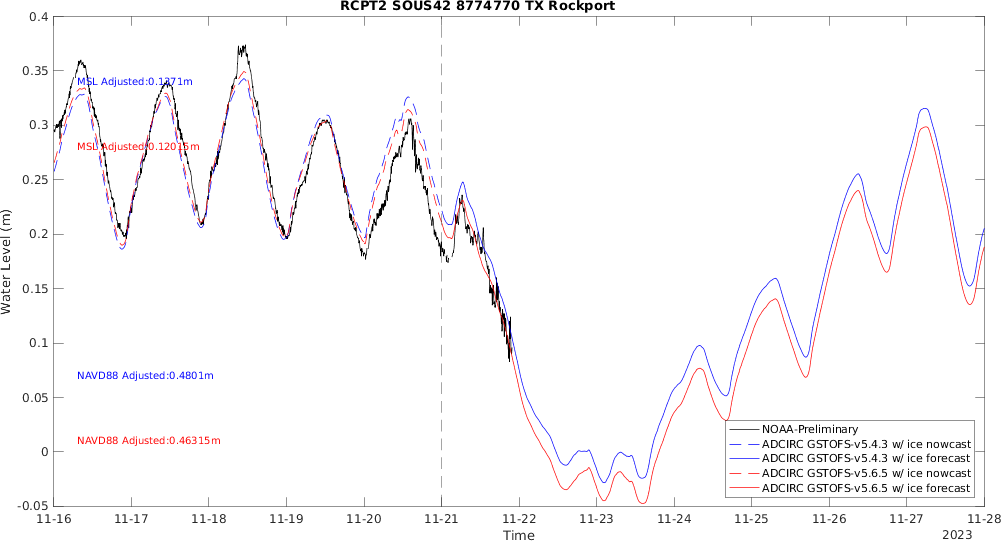 RCPT2 SOUS42 8774770 TX Rockport
0.4
0.35
0.3
0.25
0.2
0.15
0.1
0.05
0
-0.05
Water Level (m)
MSL Adjusted:0.1371m
MSL Adjusted:0.12015m
NAVD88 Adjusted:0.4801m
NAVD88 Adjusted:0.46315m
NOAA-Preliminary
ADCIRC GSTOFS-v5.4.3 w/ ice nowcast
ADCIRC GSTOFS-v5.4.3 w/ ice forecast
ADCIRC GSTOFS-v5.6.5 w/ ice nowcast
ADCIRC GSTOFS-v5.6.5 w/ ice forecast
11-16 11-17 11-18 11-19 11-20 11-21 11-22 11-23 11-24 11-25 11-26 11-27 11-28
Time
2023